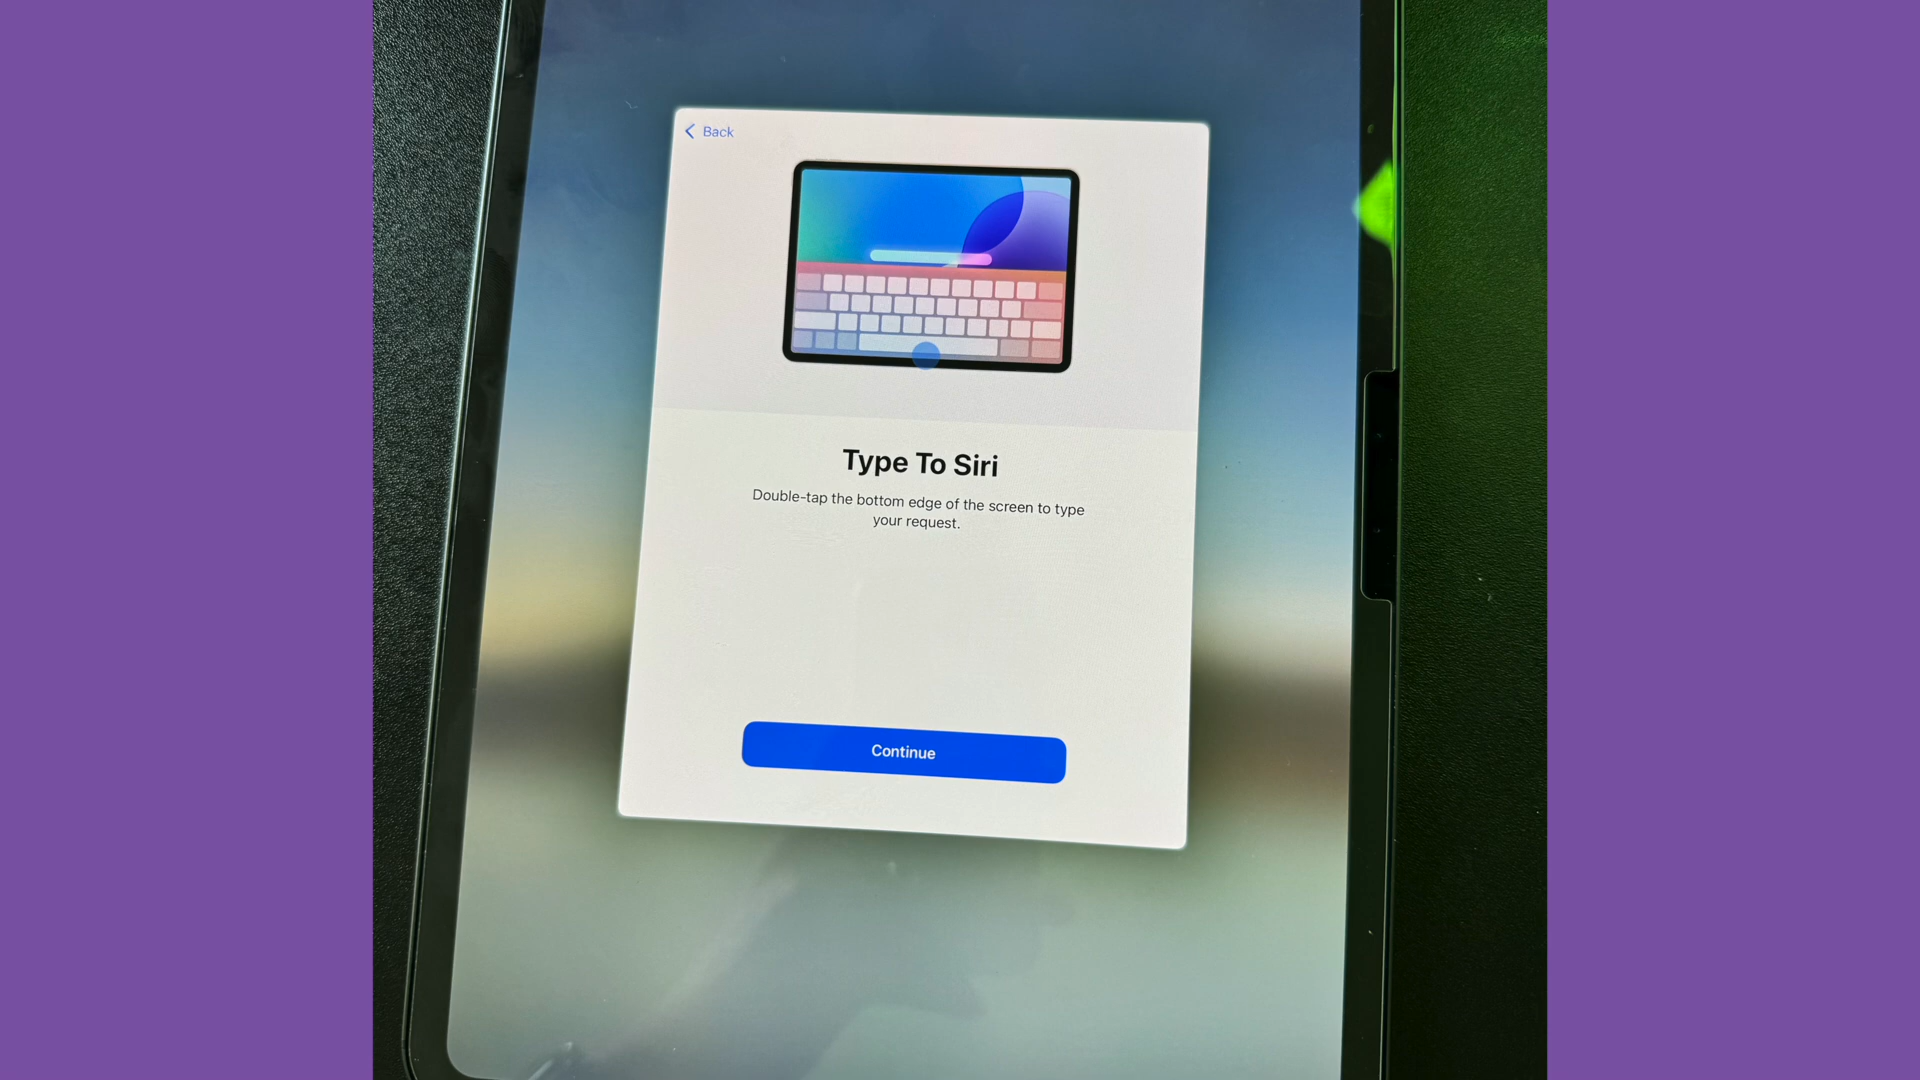 Back
Type To Siri
Double-tap the bottom edge of the screen to type
your request.
Continue